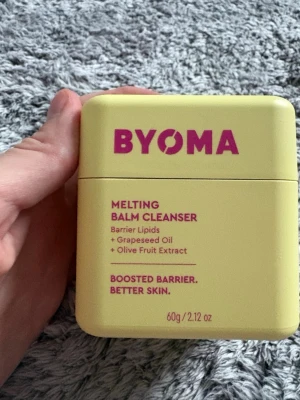 BYOMA
MELTING
BALM CLEANSER
Barrier Lipids
+ Grapeseed Oil
+ Olive Fruit Extract
BOOSTED BARRIER.
BETTER SKIN.
60g / 2.12 oz